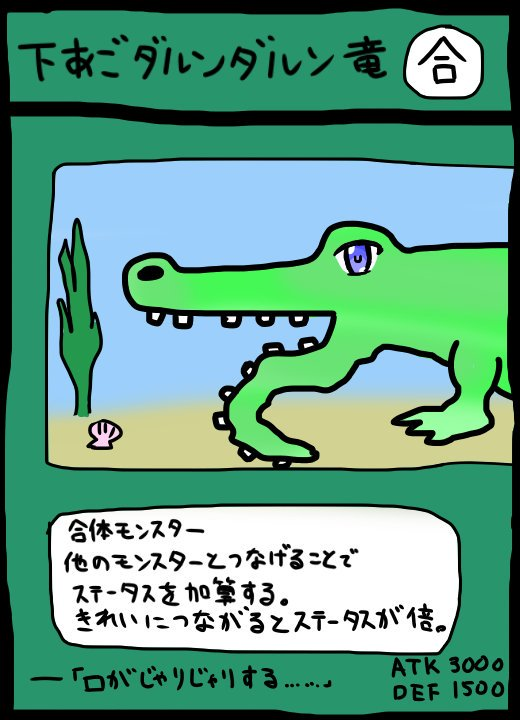 下あごダルンダルン竜 合
合体モンスター
他のモンスターとつなげることで
ステータスを加算する。
きれいにつながるとステータスが倍。
―「口がじゃりじゃりする……」
ATK 3000
DEF 1500